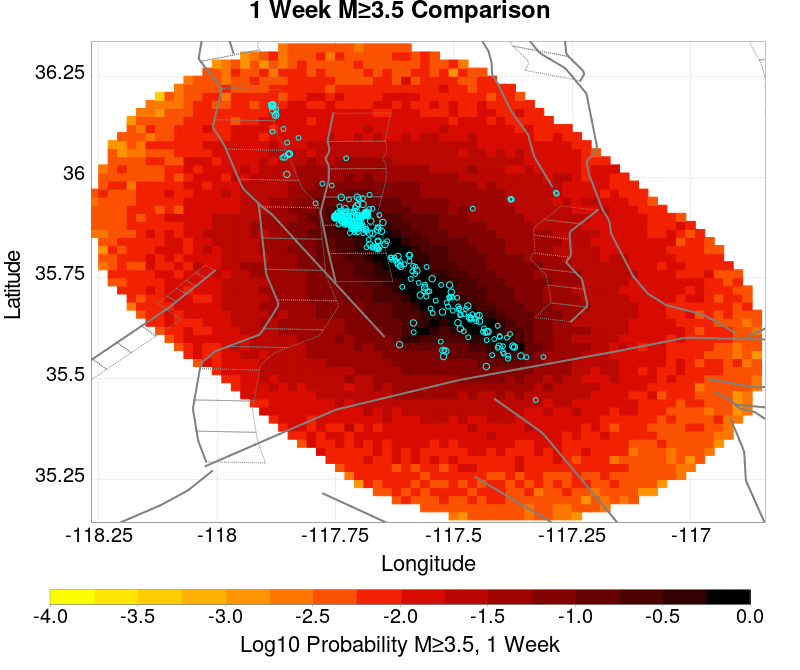 1 Week M≥3.5 Comparison
36.25
36
35.75
35.5
35.25
Latitude
-118.25 -118 -117.75 -117.5 -117.25 -117
Longitude
-4.0 -3.5 -3.0 -2.5 -2.0 -1.5 -1.0 -0.5 0.0
Log10 Probability M≥3.5, 1 Week